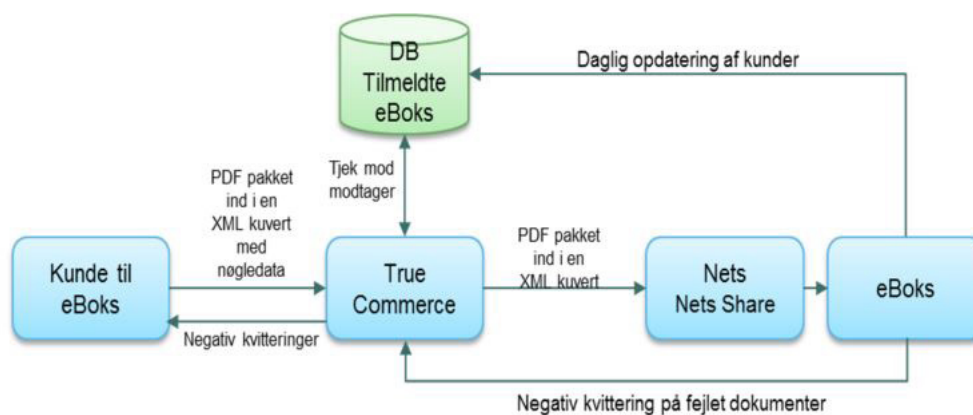 DB
Tilmeldte
eBoks
Daglig opdatering af kunder
Tjek mod
modtager
PDF pakket
ind i en
XML kuvert
med
nøgledata
PDF pakket
ind i en
XML kuvert
Kunde til
eBoks
True
Commerce
Nets
Nets Share
eBoks
Negativ kvitteringer
Negativ kvittering på fejlet dokumenter